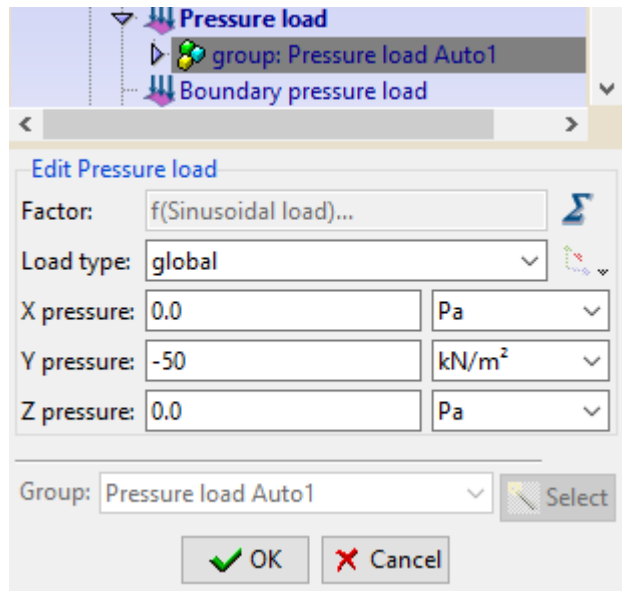 Pressure load
group: Pressure load Auto1
Boundary pressure load
Edit Pressure load
Factor: f(Sinusoidal load)...
Load type: global
X pressure: 0.0 Pa
Y pressure: -50 kN/m²
Z pressure: 0.0 Pa
Group: Pressure load Auto1 Select
OK Cancel